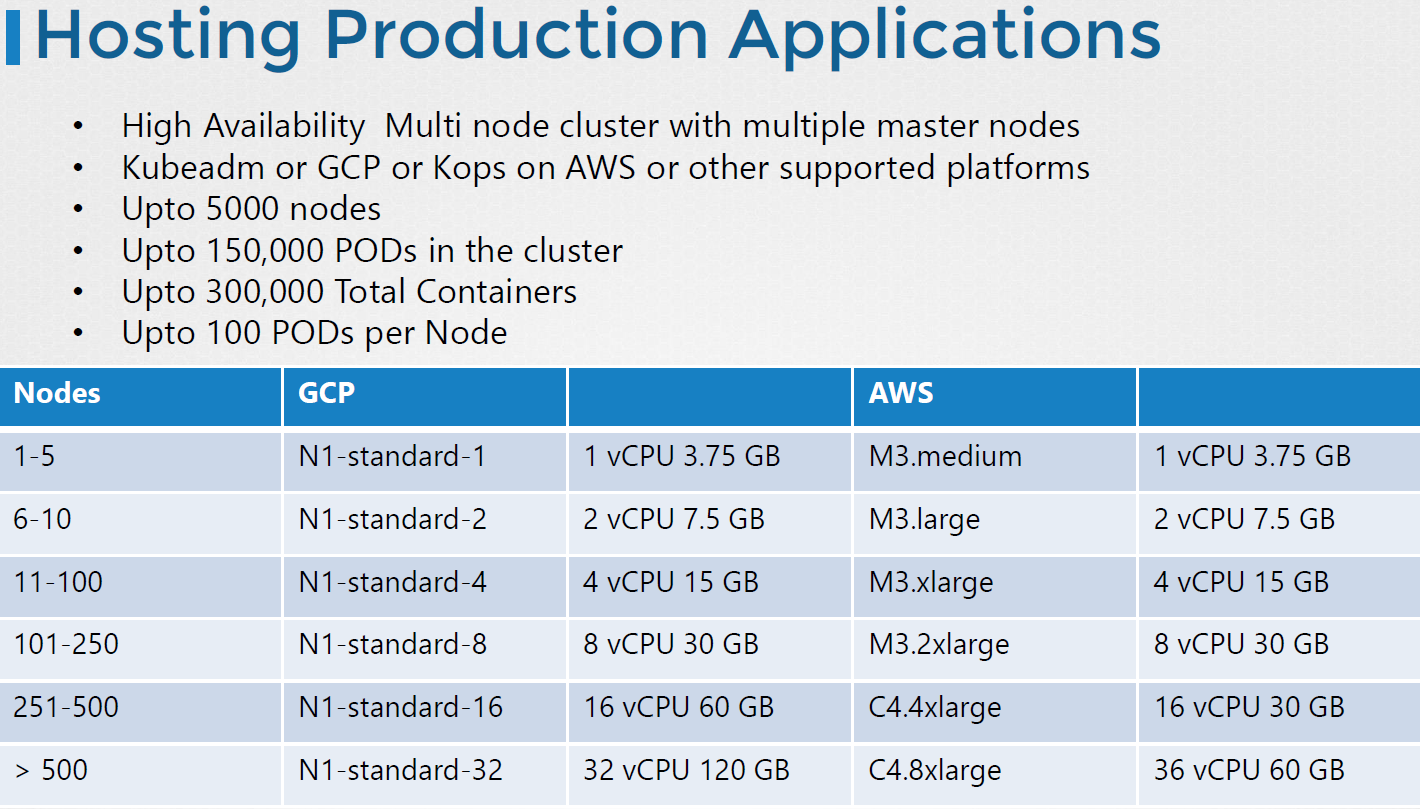 Hosting Production Applications
• High Availability  Multi node cluster with multiple master nodes
• Kubeadm or GCP or Kops on AWS or other supported platforms
• Upto 5000 nodes
• Upto 150,000 PODs in the cluster
• Upto 300,000 Total Containers
• Upto 100 PODs per Node
Nodes GCP AWS
1-5 N1-standard-1 1 vCPU 3.75 GB M3.medium 1 vCPU 3.75 GB
6-10 N1-standard-2 2 vCPU 7.5 GB M3.large 2 vCPU 7.5 GB
11-100 N1-standard-4 4 vCPU 15 GB M3.xlarge 4 vCPU 15 GB
101-250 N1-standard-8 8 vCPU 30 GB M3.2xlarge 8 vCPU 30 GB
251-500 N1-standard-16 16 vCPU 60 GB C4.4xlarge 16 vCPU 30 GB
> 500 N1-standard-32 32 vCPU 120 GB C4.8xlarge 36 vCPU 60 GB